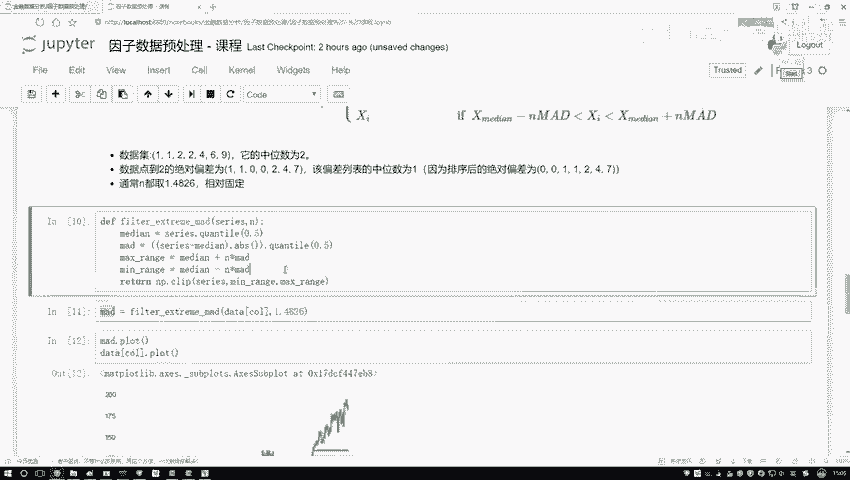 jupyter 因子数据预处理 - 课程 Last Checkpoint: 2 hours ago (unsaved changes)
Logout
File Edit View Insert Cell Kernel Widgets Help
Trusted
3
Code
X_i if X_median − nMAD < X_i < X_median + nMAD
数据集:(1, 1, 2, 2, 4, 6, 9)，它的中位数为2。
数据点到2的绝对偏差为(1, 1, 0, 0, 2, 4, 7)，该偏差列表的中位数为1（因为排序后的绝对偏差为(0, 0, 1, 1, 2, 4, 7)）
通常n都取1.4826，相对固定
In [10]: def filter_extreme_mad(series,n):
median = series.quantile(0.5)
mad = ((series-median).abs()).quantile(0.5)
max_range = median + n*mad
min_range = median - n*mad
return np.clip(series,min_range,max_range)
In [11]: mad = filter_extreme_mad(data[col],1.4826)
In [12]: mad.plot()
data[col].plot()
Out[12]: <matplotlib.axes._subplots.AxesSubplot at 0x17dcf447eb8>
200
175
150
15:05